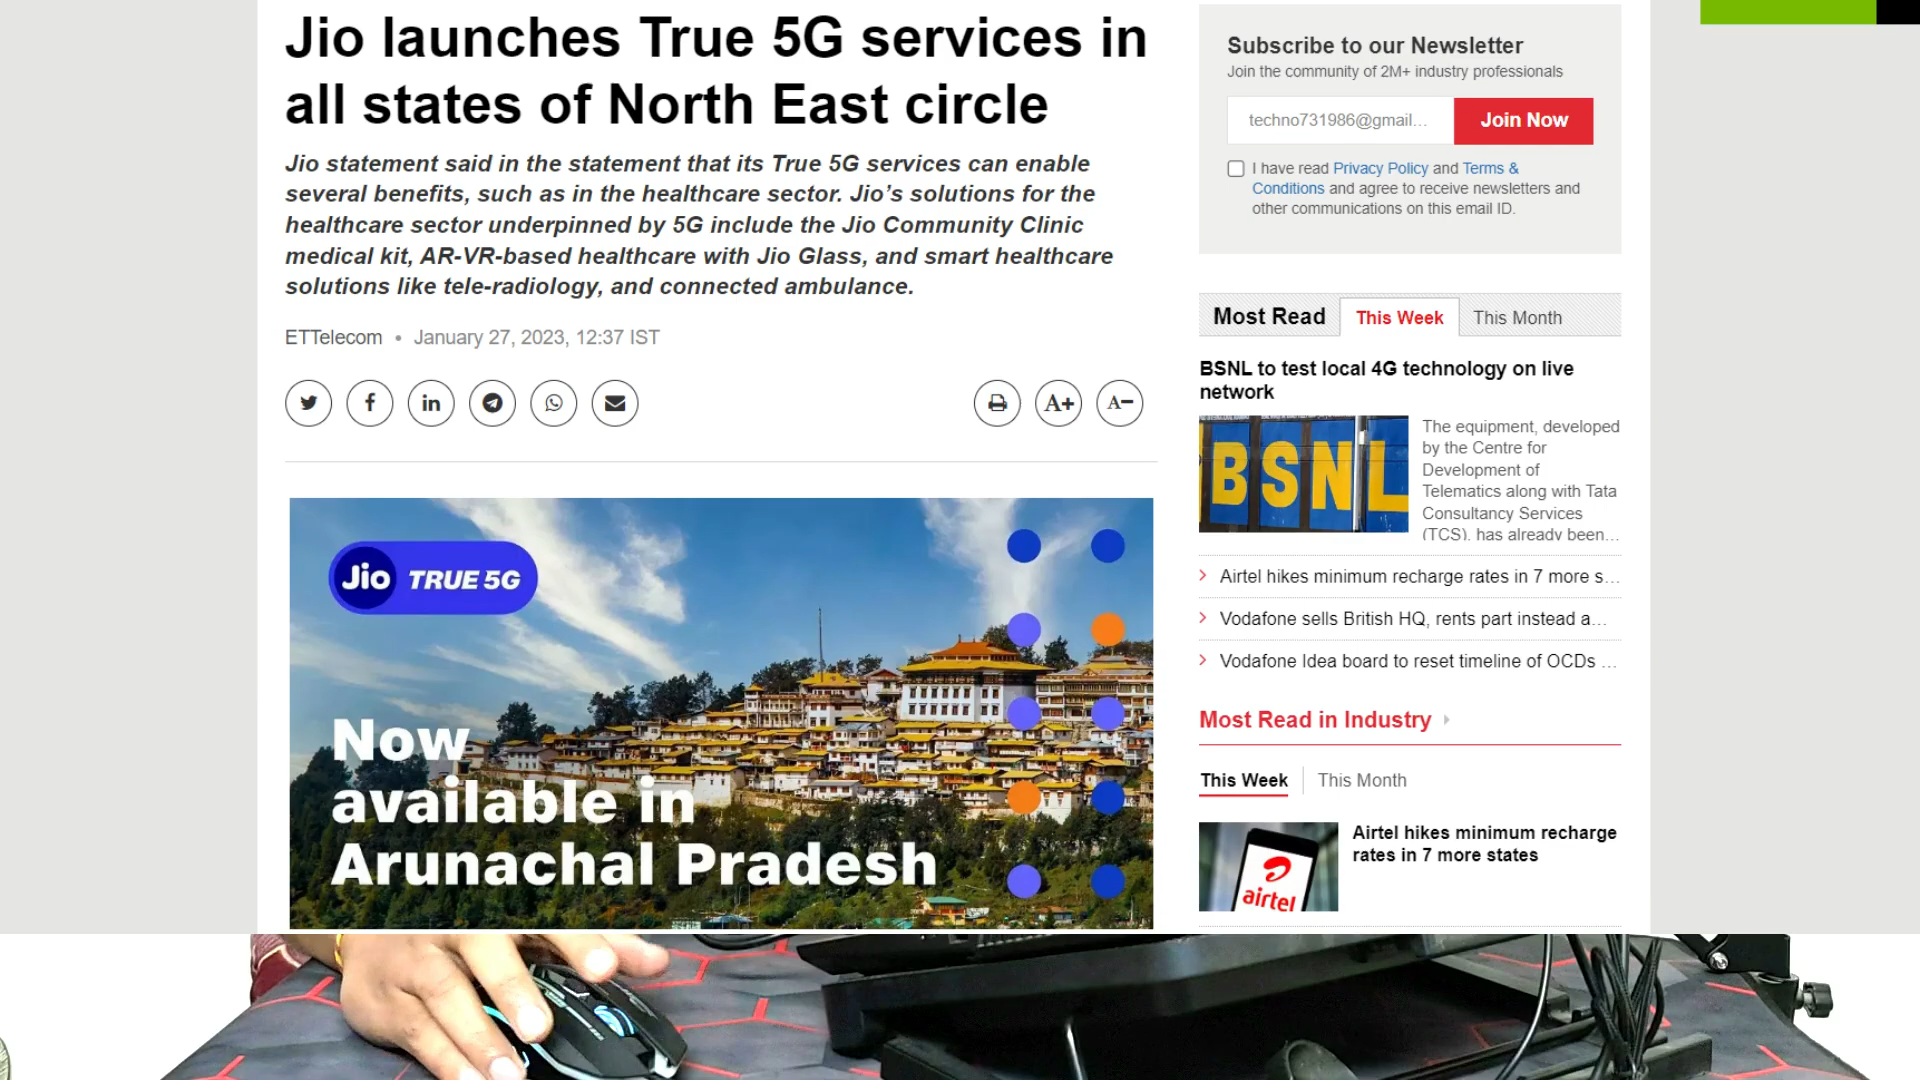 Jio launches True 5G services in
all states of North East circle
Jio statement said in the statement that its True 5G services can enable
several benefits, such as in the healthcare sector. Jio’s solutions for the
healthcare sector underpinned by 5G include the Jio Community Clinic
medical kit, AR-VR-based healthcare with Jio Glass, and smart healthcare
solutions like tele-radiology, and connected ambulance.
ETTelecom • January 27, 2023, 12:37 IST
A+
A-
Jio TRUE 5G
Now
available in
Arunachal Pradesh
Subscribe to our Newsletter
Join the community of 2M+ industry professionals
techno731986@gmail...
Join Now
I have read Privacy Policy and Terms &
Conditions and agree to receive newsletters and
other communications on this email ID.
Most Read
This Week
This Month
BSNL to test local 4G technology on live
network
BSNL
The equipment, developed
by the Centre for
Development of
Telematics along with Tata
Consultancy Services
(TCS), has already been...
Airtel hikes minimum recharge rates in 7 more s...
Vodafone sells British HQ, rents part instead a...
Vodafone Idea board to reset timeline of OCDs ...
Most Read in Industry
This Week
This Month
airtel
Airtel hikes minimum recharge
rates in 7 more states